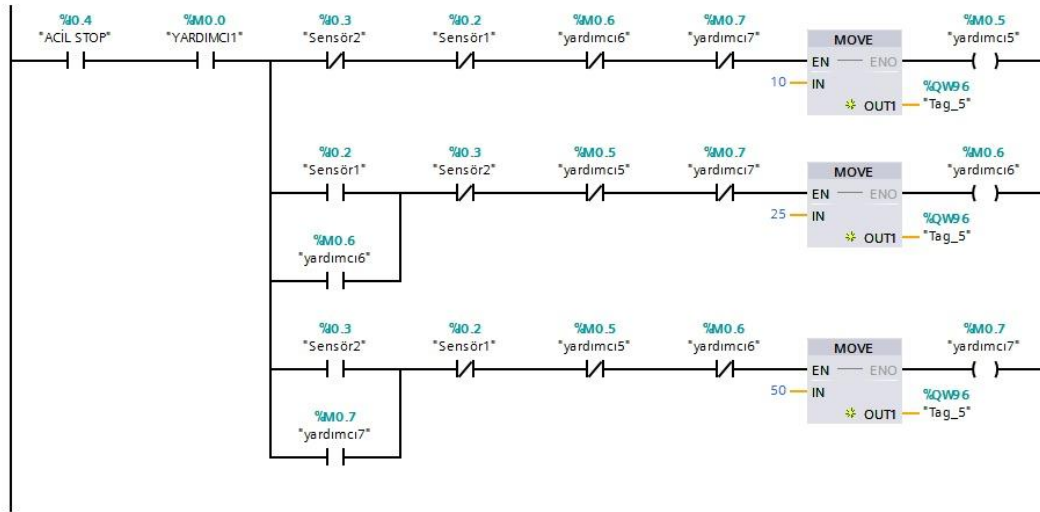 %I0.4 %M0.0 %I0.3 %I0.2 %M0.6 %M0.7 %M0.5
"ACİL STOP" "YARDIMCI1" "Sensör2" "Sensör1" "yardımcı6" "yardımcı7" MOVE "yardımcı5"
EN ENO
10 IN %QW96
OUT1 "Tag_5"
%I0.2 %I0.3 %M0.5 %M0.7 %M0.6
"Sensör1" "Sensör2" "yardımcı5" "yardımcı7" MOVE "yardımcı6"
EN ENO
25 IN %QW96
OUT1 "Tag_5"
%M0.6
"yardımcı6"
%I0.3 %I0.2 %M0.5 %M0.6 %M0.7
"Sensör2" "Sensör1" "yardımcı5" "yardımcı6" MOVE "yardımcı7"
EN ENO
50 IN %QW96
OUT1 "Tag_5"
%M0.7
"yardımcı7"